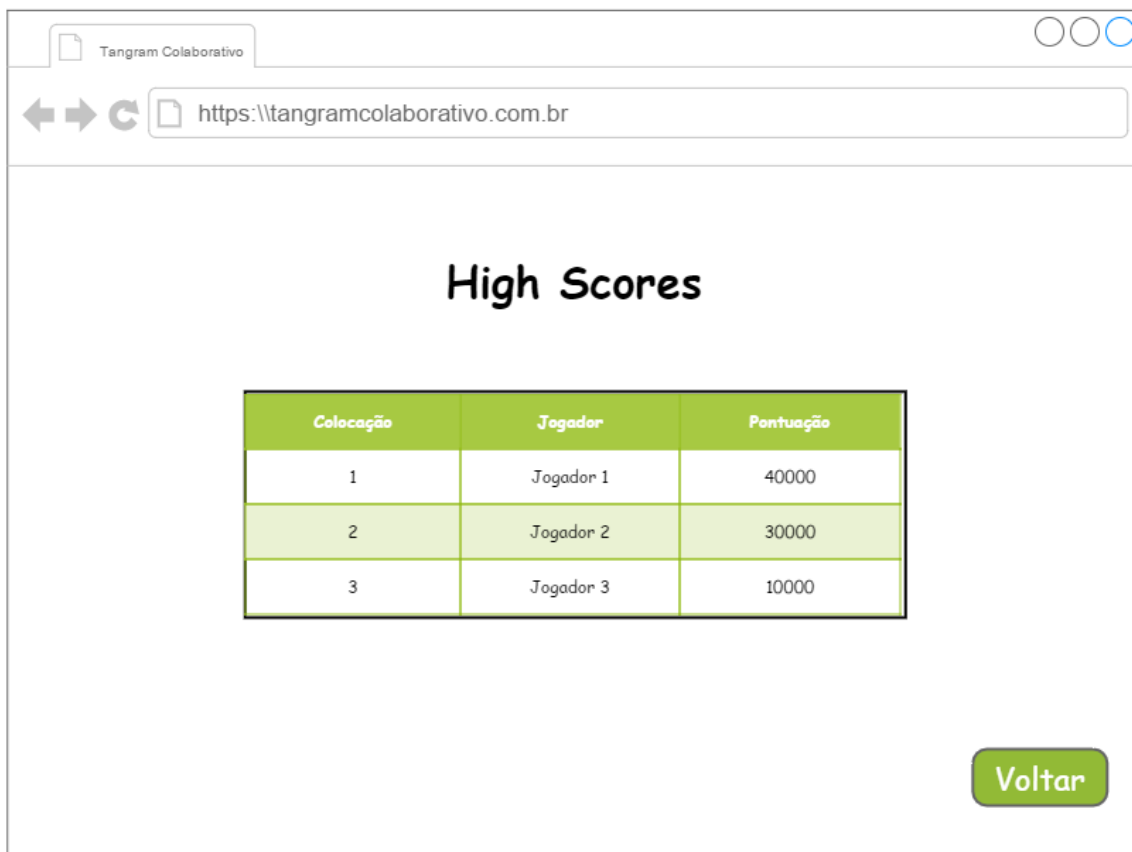 Tangram Colaborativo
https:\\tangramcolaborativo.com.br
High Scores
Colocação Jogador Pontuação
1 Jogador 1 40000
2 Jogador 2 30000
3 Jogador 3 10000
Voltar